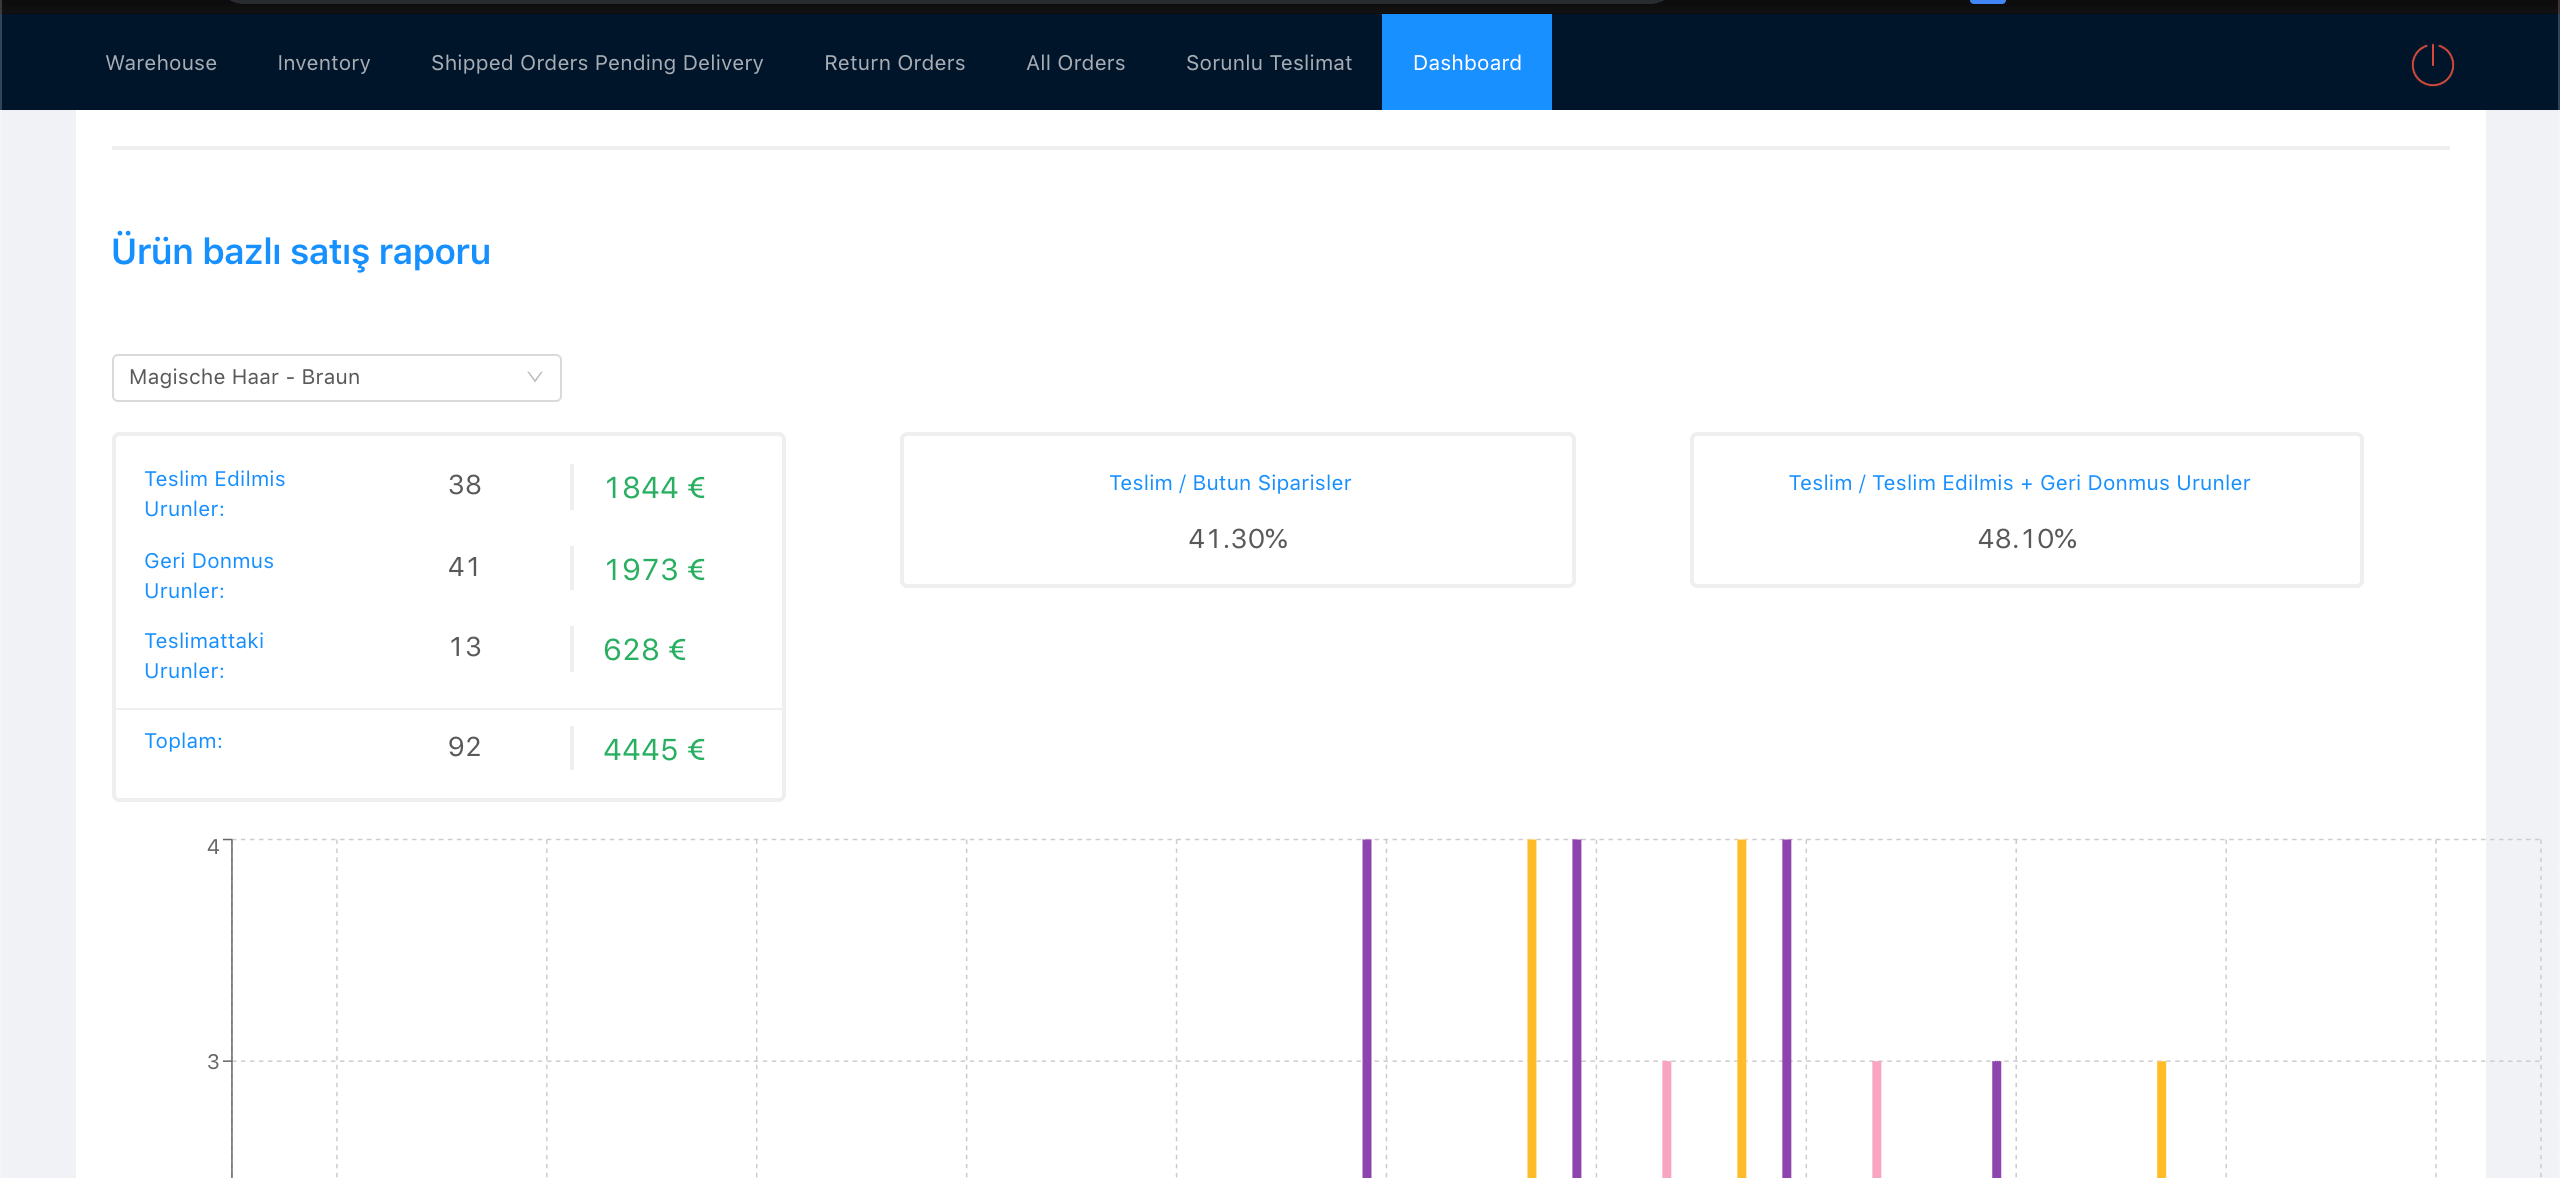 Warehouse Inventory Shipped Orders Pending Delivery Return Orders All Orders Sorunlu Teslimat Dashboard
Ürün bazlı satış raporu
Magische Haar - Braun
Teslim Edilmis
Urunler:
38
1844 €
Geri Donmus
Urunler:
41
1973 €
Teslimattaki
Urunler:
13
628 €
Toplam:
92
4445 €
Teslim / Butun Siparisler
41.30%
Teslim / Teslim Edilmis + Geri Donmus Urunler
48.10%
4
3